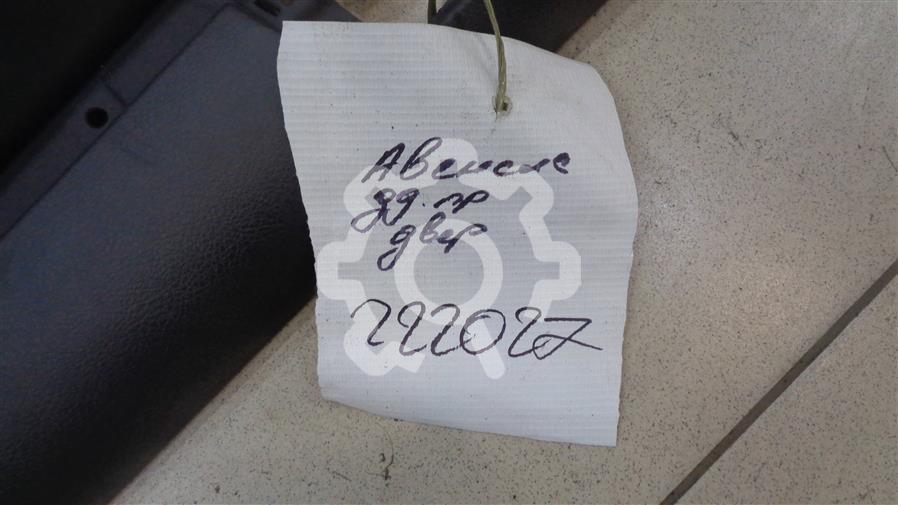 Авенсис
зд. пр
двер
222027